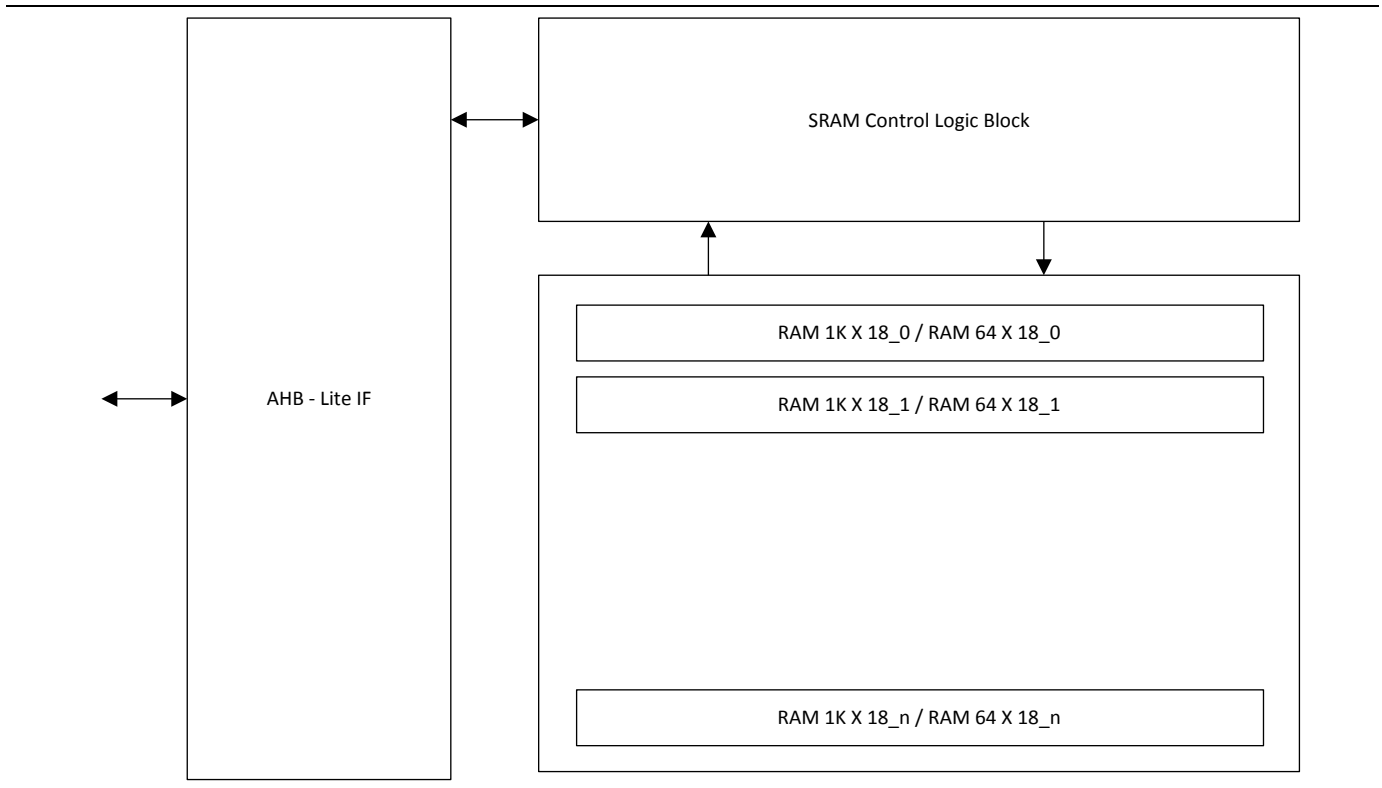 SRAM Control Logic Block
RAM 1K X 18_0 / RAM 64 X 18_0
AHB - Lite IF
RAM 1K X 18_1 / RAM 64 X 18_1
RAM 1K X 18_n / RAM 64 X 18_n